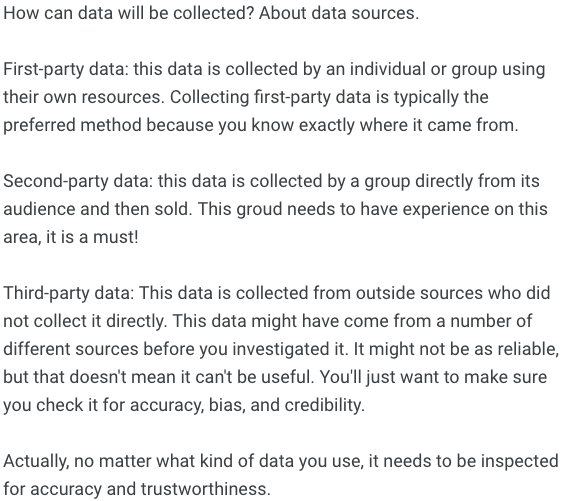 How can data will be collected? About data sources.
First-party data: this data is collected by an individual or group using
their own resources. Collecting first-party data is typically the
preferred method because you know exactly where it came from.
Second-party data: this data is collected by a group directly from its
audience and then sold. This groud needs to have experience on this
area, it is a must!
Third-party data: This data is collected from outside sources who did
not collect it directly. This data might have come from a number of
different sources before you investigated it. It might not be as reliable,
but that doesn't mean it can't be useful. You'll just want to make sure
you check it for accuracy, bias, and credibility.
Actually, no matter what kind of data you use, it needs to be inspected
for accuracy and trustworthiness.